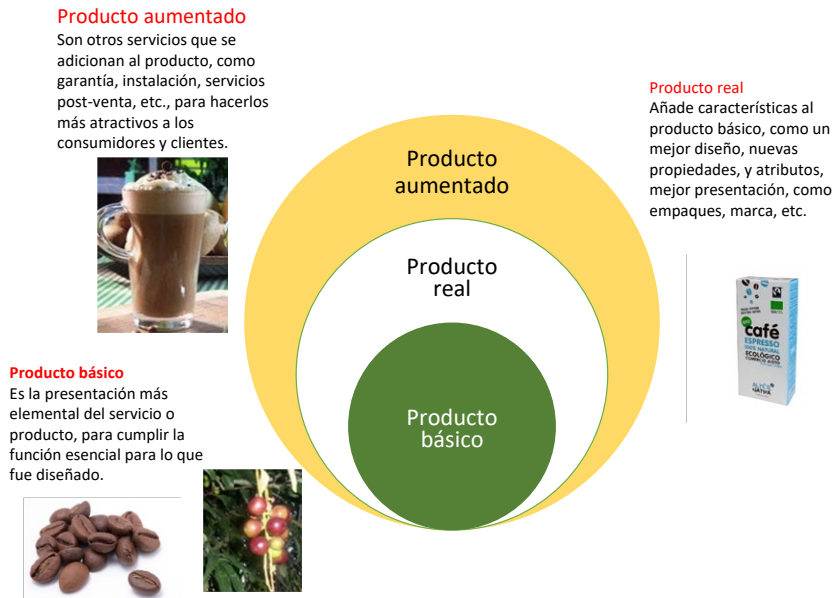 Producto aumentado
Son otros servicios que se
adicionan al producto, como
garantía, instalación, servicios
post-venta, etc., para hacerlos
más atractivos a los
consumidores y clientes.
Producto real
Añade características al
producto básico, como un
mejor diseño, nuevas
propiedades, y atributos,
mejor presentación, como
empaques, marca, etc.
Producto
aumentado
Producto
real
Producto
básico
café
ESPRESSO
100% NATURAL
ECOLÓGICO
Producto básico
Es la presentación más
elemental del servicio o
producto, para cumplir la
función esencial para lo que
fue diseñado.